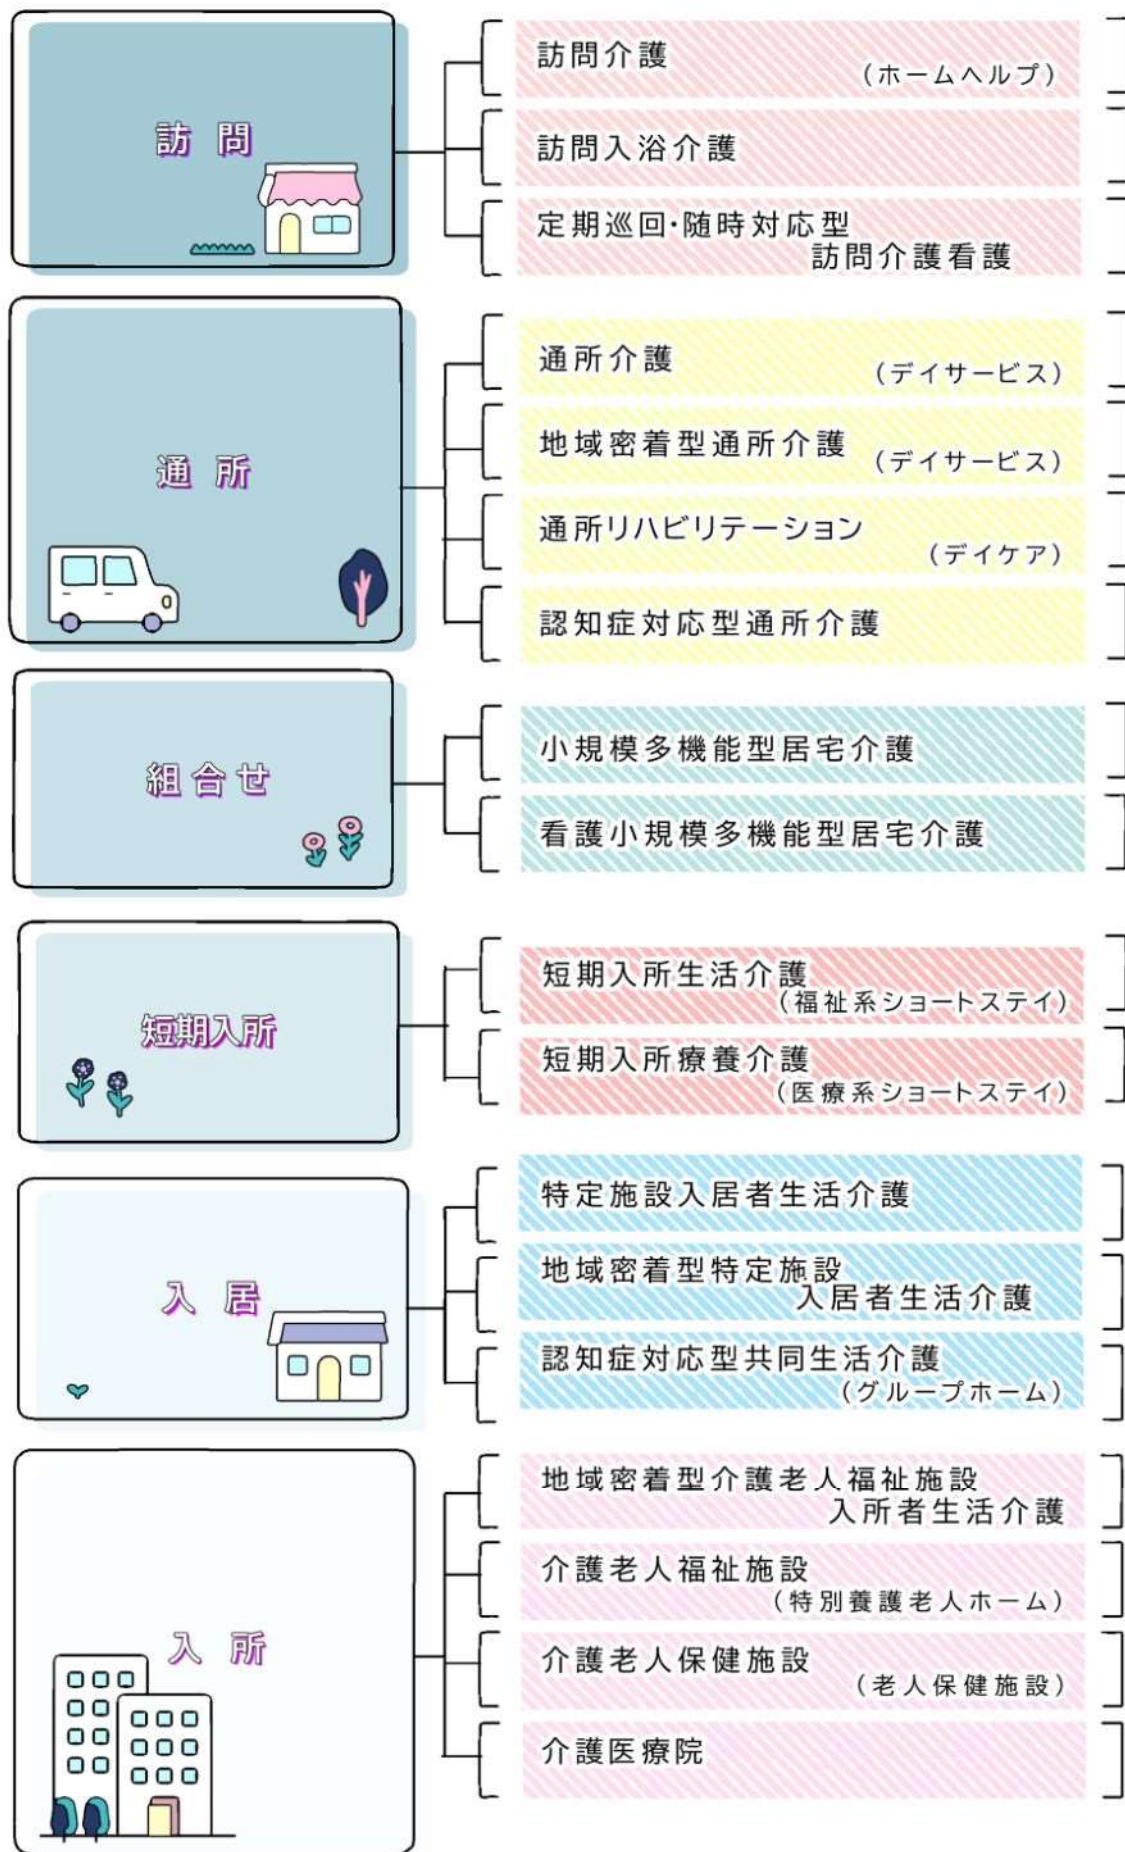 訪問
訪問介護
(ホームヘルプ)
訪問入浴介護
定期巡回・随時対応型
訪問介護看護
通所
通所介護
(デイサービス)
地域密着型通所介護
(デイサービス)
通所リハビリテーション
(デイケア)
認知症対応型通所介護
組合せ
小規模多機能型居宅介護
看護小規模多機能型居宅介護
短期入所
短期入所生活介護
(福祉系ショートステイ)
短期入所療養介護
(医療系ショートステイ)
入居
特定施設入居者生活介護
地域密着型特定施設
入居者生活介護
認知症対応型共同生活介護
(グループホーム)
入所
地域密着型介護老人福祉施設
入所者生活介護
介護老人福祉施設
(特別養護老人ホーム)
介護老人保健施設
(老人保健施設)
介護医療院